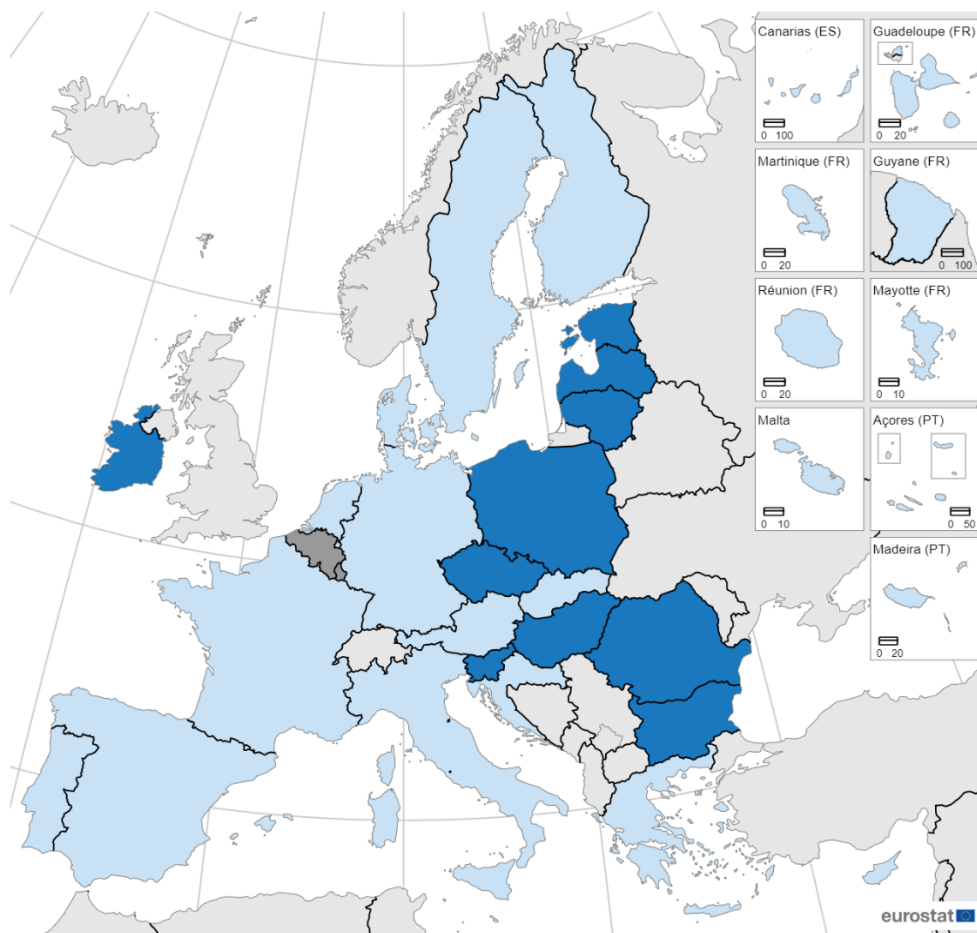 Canarias (ES)
0 100
Guadeloupe (FR)
0 20
Martinique (FR)
0 20
Guyane (FR)
0 100
Réunion (FR)
0 20
Mayotte (FR)
0 10
Malta
0 10
Açores (PT)
0 50
Madeira (PT)
0 20
eurostat